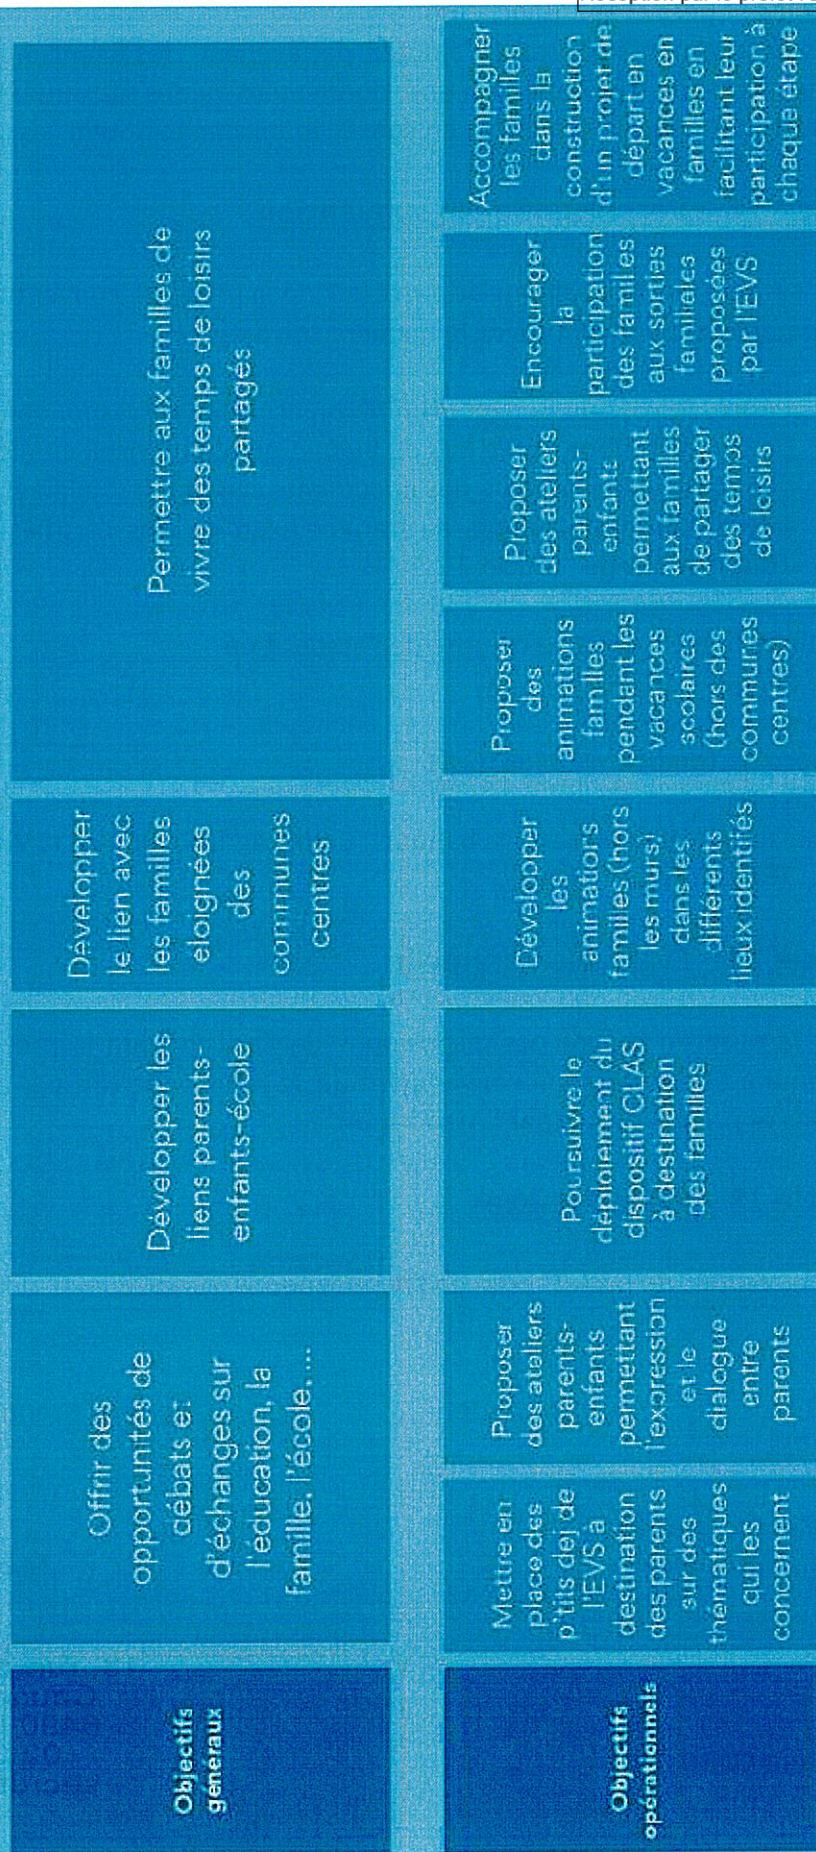 Objectifs
généraux
Offrir des
opportunités de
débats et
d'échanges sur
l'éducation, la
famille, l'école,...
Développer les
liens parents-
enfants-école
Développer
le lien avec
les familles
éloignées
des
communes
centres
Permettre aux familles de
vivre des temps de loisirs
partagés
Objectifs
opérationnels
Mettre en
place des
p'tits dej de
l'EVS à
destination
des parents
sur des
thématiques
qui les
concernent
Proposer
des ateliers
parents-
enfants
permettant
l'expression
et le
dialogue
entre
parents
Poursuivre le
déploiement du
dispositif CLAS
à destination
des familles
Développer
les
animations
familles (hors
les murs)
dans les
différents
lieux identifés
Proposer
des
animations
familles
pendant les
vacances
scolaires
(hors des
communes
centres)
Proposer
des ateliers
parents-
enfants
permettant
aux familles
de partager
des temps
de loisirs
Encourager
la
participation
des familles
aux sorties
familiales
proposées
par l'EVS
Accompagner
les familles
dans la
construction
d'un projet de
départ en
vacances en
familles en
facilitant leur
participation à
chaque étape